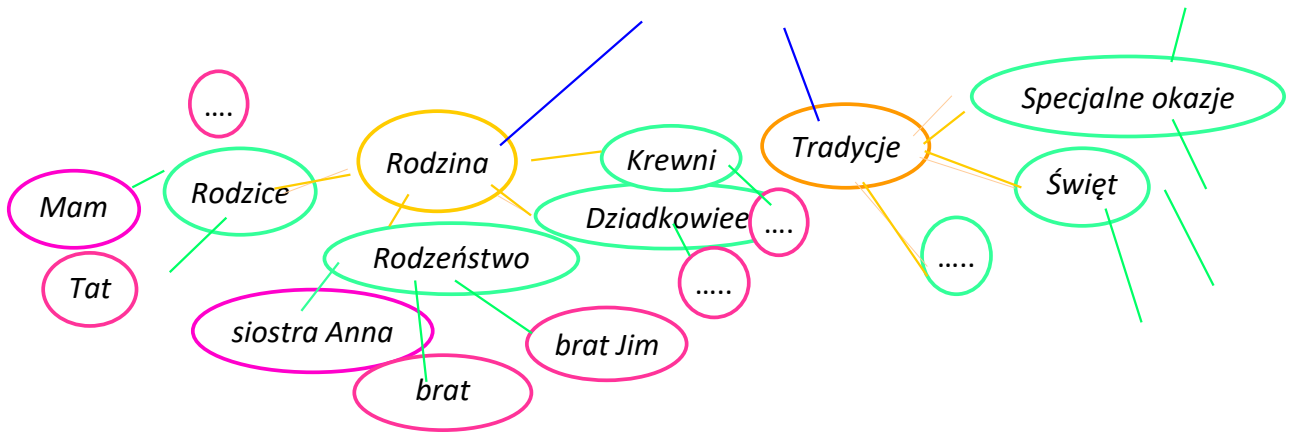 Specjalne okazje
….
Rodzina
Krewni
Tradycje
Rodzice
Święt
Mam
Dziadkowiee
….
Rodzeństwo
…..
Tat
…..
siostra Anna
brat Jim
brat